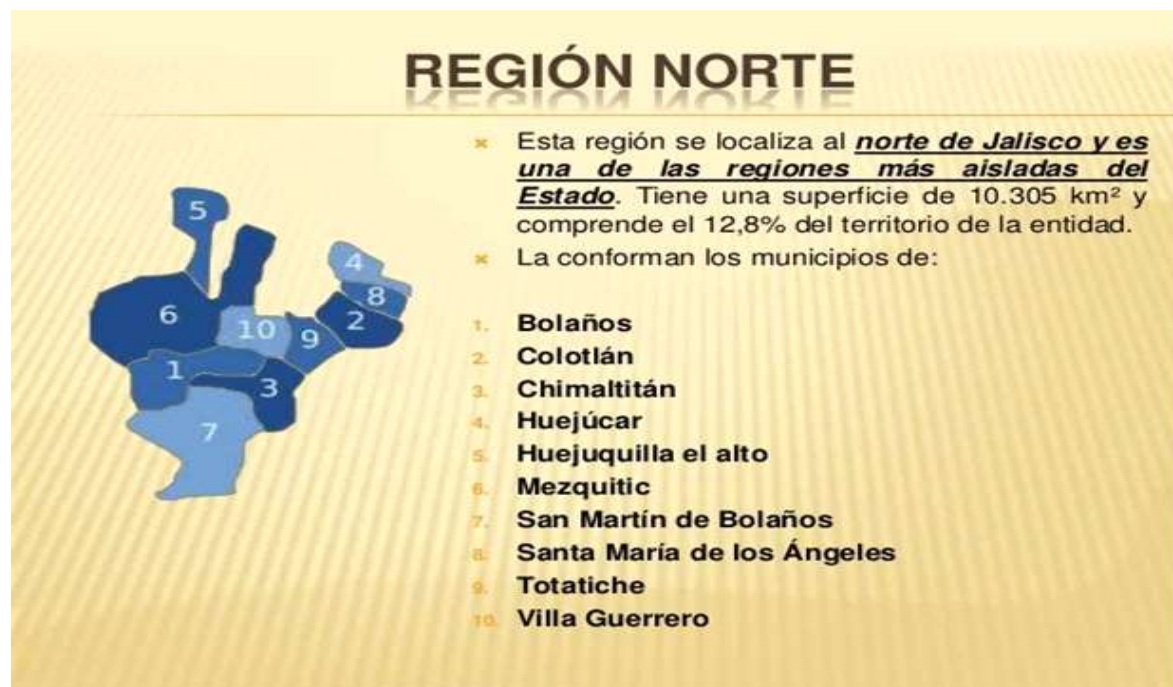 REGIÓN NORTE
Esta región se localiza al norte de Jalisco y es
una de las regiones más aisladas del
Estado. Tiene una superficie de 10.305 km² y
comprende el 12,8% del territorio de la entidad.
La conforman los municipios de:
1. Bolaños
2. Colotlán
3. Chimaltitán
4. Huejúcar
5. Huejuquilla el alto
6. Mezquitic
7. San Martín de Bolaños
8. Santa María de los Ángeles
9. Totatiche
10. Villa Guerrero
5
4
8
6
10
9
2
1
3
7